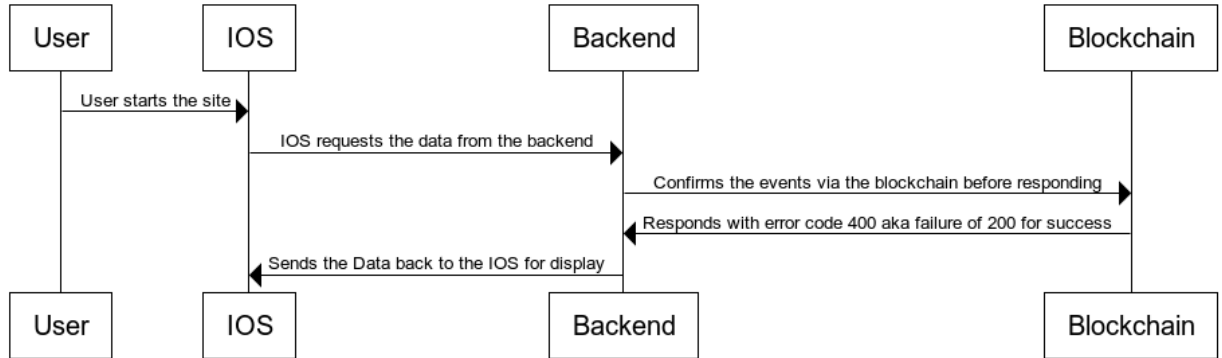 User
IOS
Backend
Blockchain
User starts the site
IOS requests the data from the backend
Confirms the events via the blockchain before responding
Responds with error code 400 aka failure of 200 for success
Sends the Data back to the IOS for display
User
IOS
Backend
Blockchain